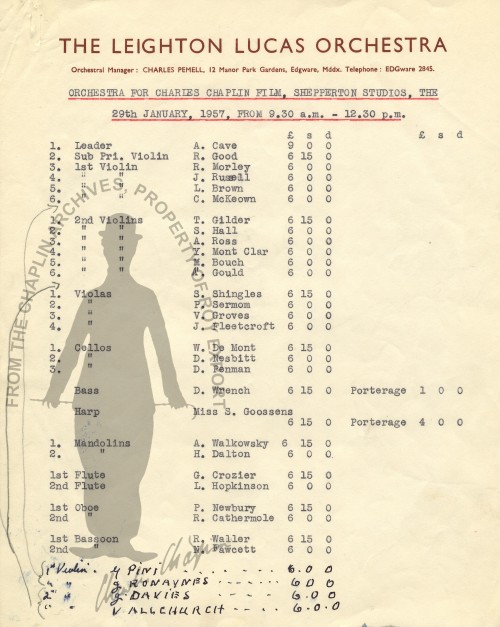 THE LEIGHTON LUCAS ORCHESTRA
Orchestral Manager: CHARLES PEMELL, 12 Manor Park Gardens, Edgware, Mddx. Telephone: EDGware 2845.
ORCHESTRA FOR CHARLES CHAPLIN FILM, SHEPPERTON STUDIOS, THE
29th JANUARY, 1957, FROM 9.30 a.m. - 12.30 p.m.
£ s d £ s d
1. Leader A. Cave 9 0 0
2. Sub Pri. Violin R. Good 6 15 0
3. 1st Violin R. Morley 6 0 0
4. " " J. Russell 6 0 0
5. " " L. Brown 6 0 0
6. " " C. McKeown 6 0 0
1. 2nd Violins T. Gilder 6 15 0
2. " " S. Hall 6 0 0
3. " " A. Ross 6 0 0
4. " " Y. Mont Clar 6 0 0
5. " " M. Bouch 6 0 0
6. " " Gould 6 0 0
1. Violas S. Shingles 6 15 0
2. " F. Sermom 6 0 0
3. " V. Groves 6 0 0
4. " J. Fleetcroft 6 0 0
1. Cellos W. De Mont 6 15 0
2. " D. Nesbitt 6 0 0
3. " D. Fenman 6 0 0
Bass D. Wrench 6 15 0 Porterage 1 0 0
Harp Miss S. Goossens
6 15 0 Porterage 4 0 0
1. Mandolins A. Walkowsky 6 15 0
2. " H. Dalton 6 0 0
1st Flute G. Crozier 6 15 0
2nd Flute L. Hopkinson 6 0 0
1st Oboe P. Newbury 6 15 0
2nd " R. Cathermole 6 0 0
1st Bassoon R. Waller 6 15 0
2nd " N. Fawcett 6 0 0
1st Violin. PINI 6.0 0
" " J RONAYNES 6 0 0
2nd " J DAVIES 6.0 0
" " V. ALLCHURCH 6.0.0
FROM THE CHAPLIN ARCHIVES, PROPERTY OF ROY EXPORT
Charlie Chaplin